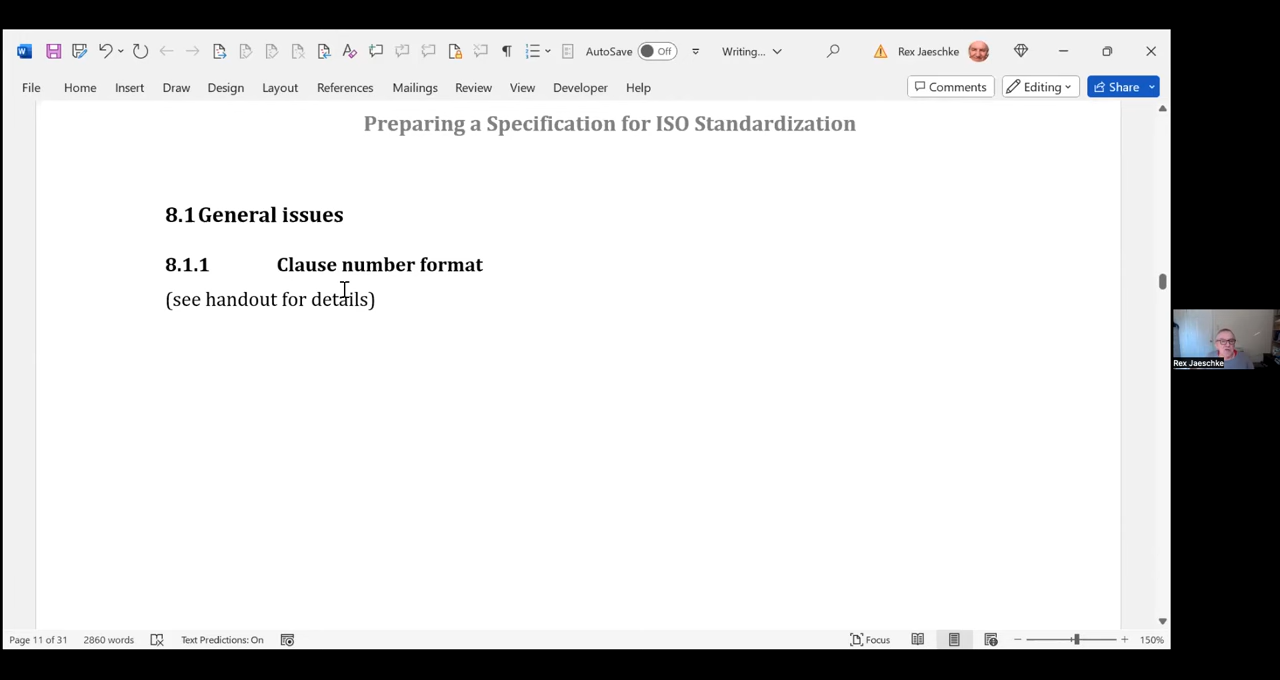 AutoSave Off Writing... Rex Jaeschke
File Home Insert Draw Design Layout References Mailings Review View Developer Help Comments Editing Share
Preparing a Specification for ISO Standardization
8.1 General issues
8.1.1 Clause number format
(see handout for details)
Rex Jaeschke
Page 11 of 31 2860 words Text Predictions: On Focus 150%